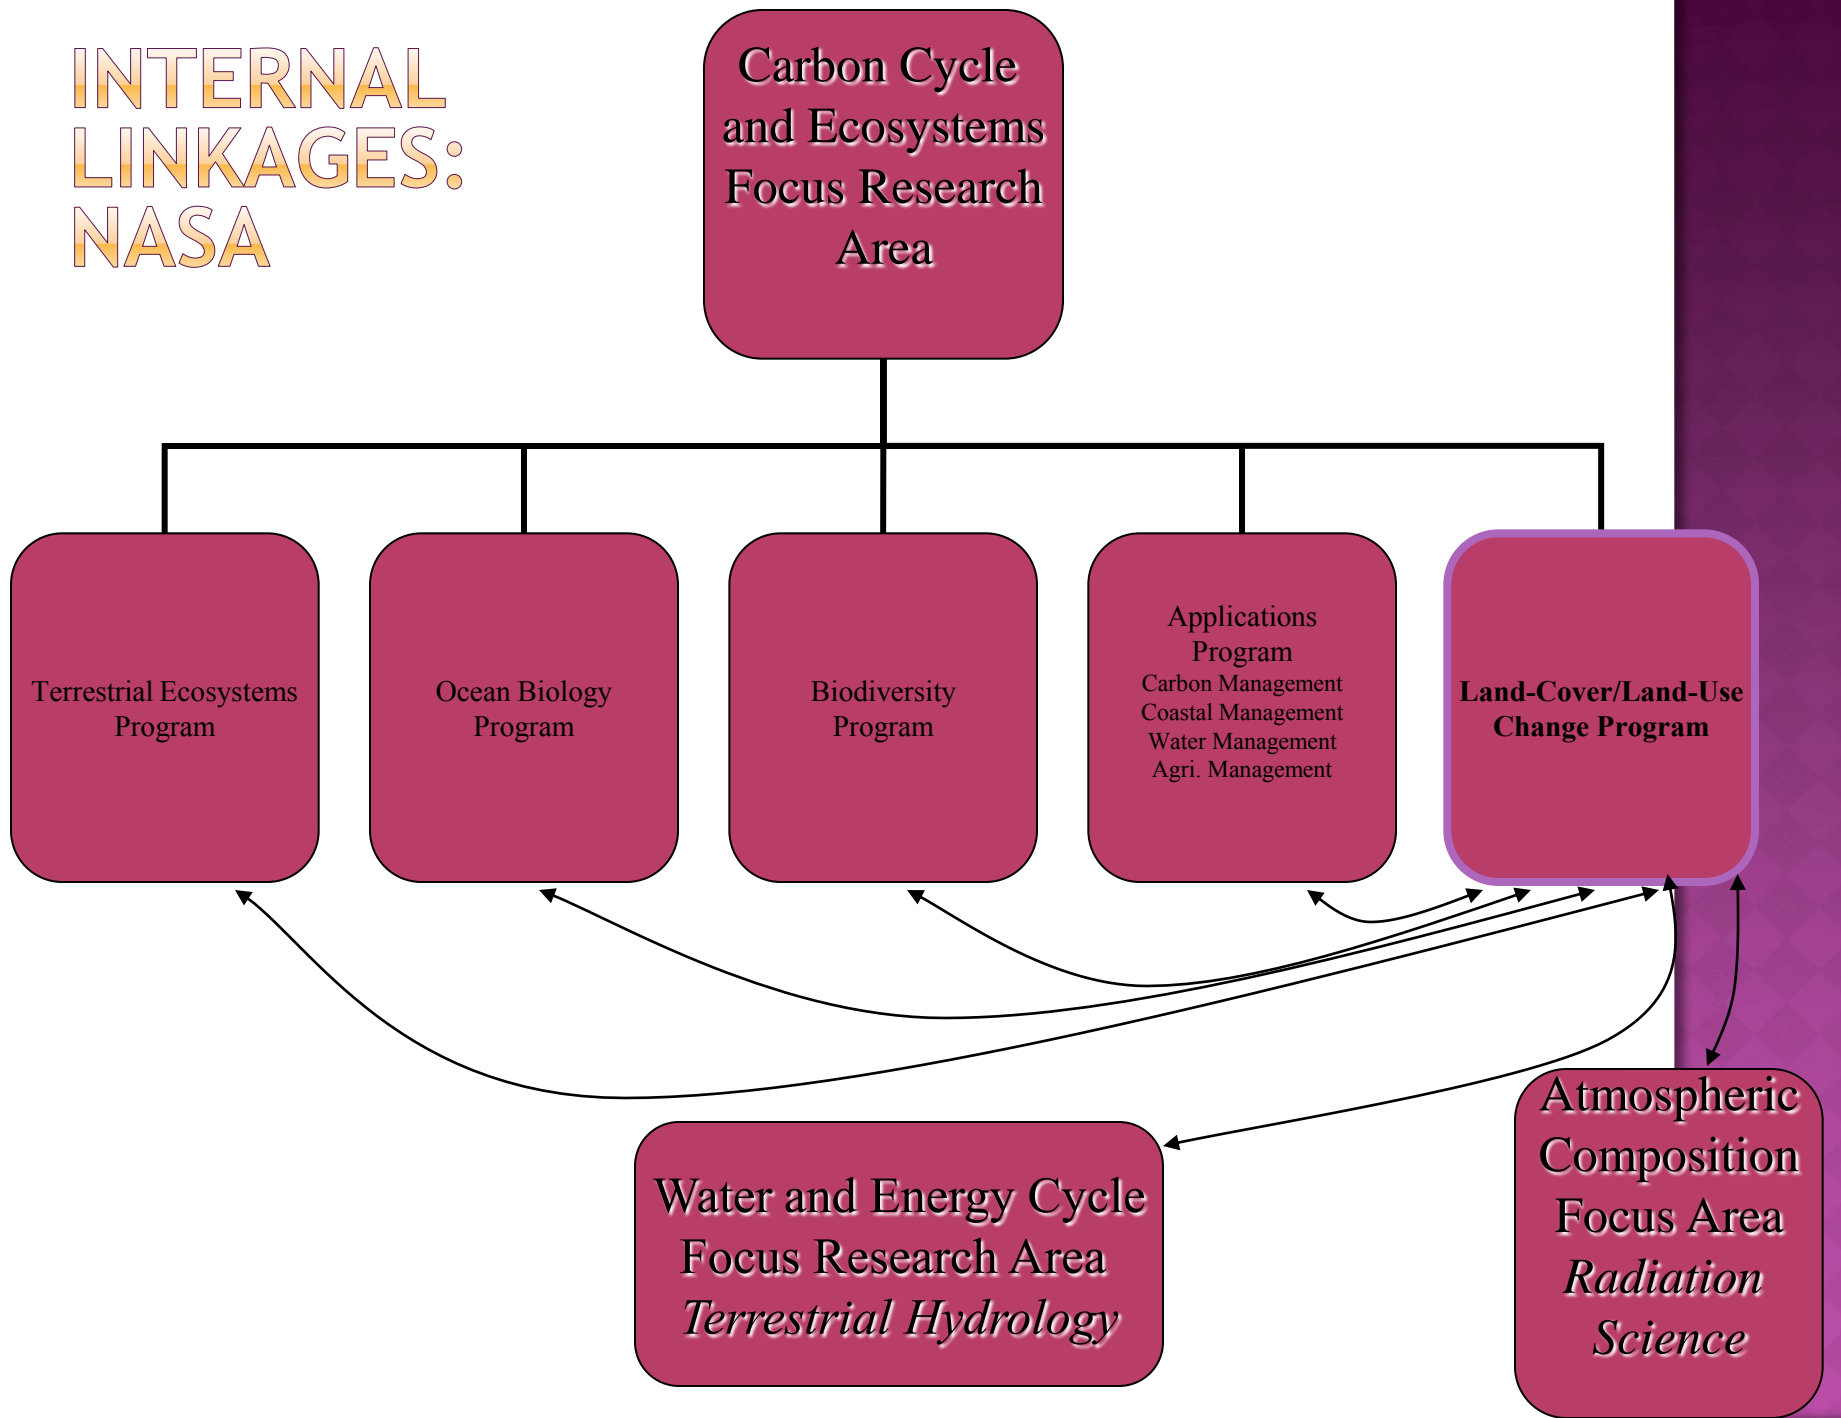 INTERNAL
LINKAGES:
NASA
Carbon Cycle
and Ecosystems
Focus Research
Area
Terrestrial Ecosystems
Program
Ocean Biology
Program
Biodiversity
Program
Applications
Program
Carbon Management
Coastal Management
Water Management
Agri. Management
Land-Cover/Land-Use
Change Program
Water and Energy Cycle
Focus Research Area
Terrestrial Hydrology
Atmospheric
Composition
Focus Area
Radiation
Science